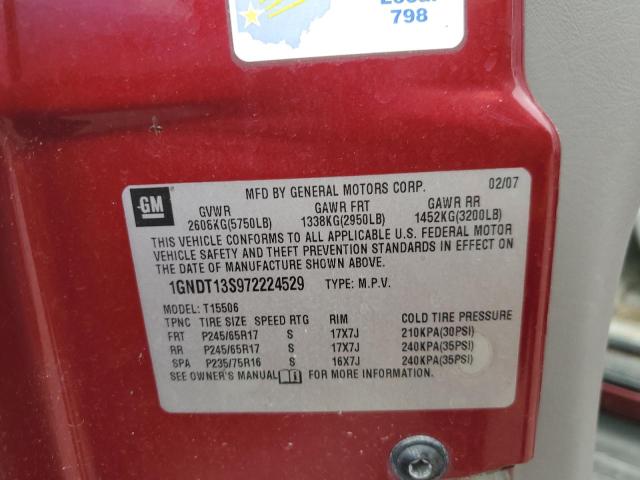 798
GM
MFD BY GENERAL MOTORS CORP. 02/07
GVWR GAWR FRT GAWR RR
2606KG(5750LB) 1338KG(2950LB) 1452KG(3200LB)
THIS VEHICLE CONFORMS TO ALL APPLICABLE U.S. FEDERAL MOTOR
VEHICLE SAFETY AND THEFT PREVENTION STANDARDS IN EFFECT ON
THE DATE OF MANUFACTURE SHOWN ABOVE.
1GNDT13S972224529 TYPE: M.P.V.
MODEL: T15506
TPNC TIRE SIZE SPEED RTG RIM COLD TIRE PRESSURE
FRT P245/65R17 S 17X7J 210KPA(30PSI)
RR P245/65R17 S 17X7J 240KPA(35PSI)
SPA P235/75R16 S 16X7J 240KPA(35PSI)
SEE OWNER'S MANUAL FOR MORE INFORMATION.